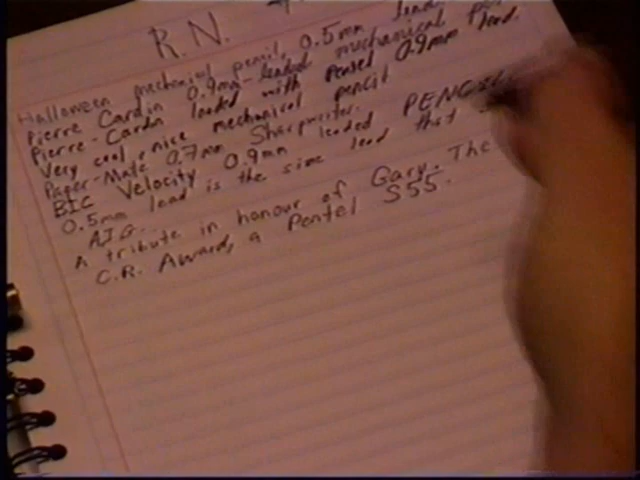 R.N.
Halloween mechanical pencil, 0.5mm lead
Pierre Cardin 0.9mm-leaded mechanical
Pierre-Cardin loaded with Pentel 0.9mm lead.
Very cool, nice mechanical pencil
Paper-Mate 0.7mm Sharpwriter.
BIC Velocity 0.9mm leaded PENCIL
0.5mm lead is the size lead that
A.J.G.
A tribute in honour of Gary. The
C.R. Award, a Pentel S55.